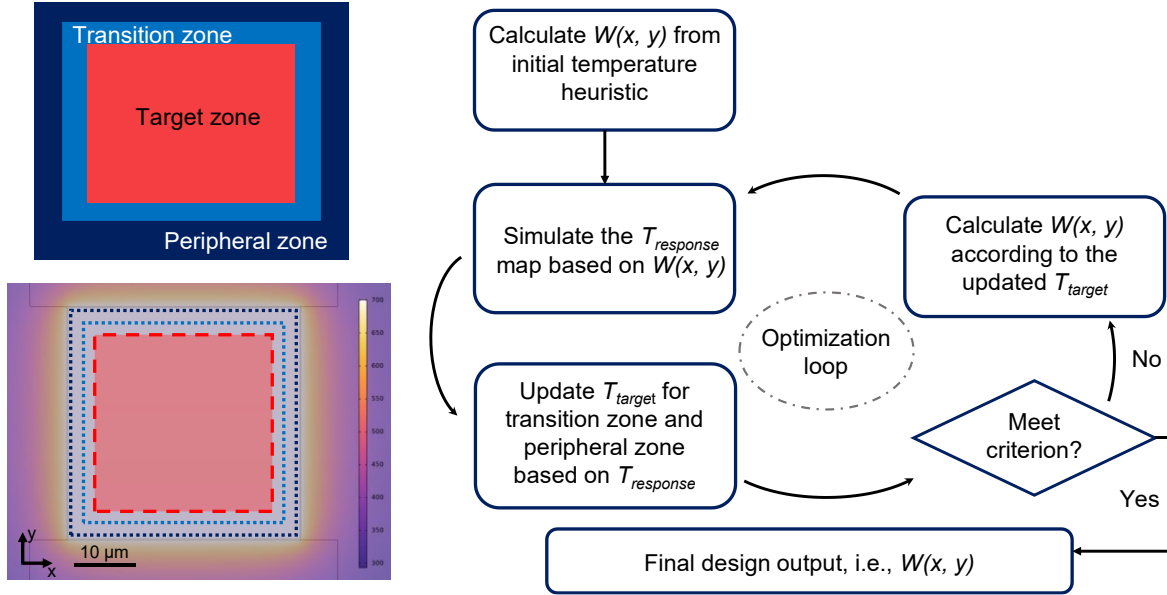 Transition zone
Target zone
Peripheral zone
700
650
600
550
500
450
400
350
300
y
x
10 μm
Calculate W(x, y) from
initial temperature
heuristic
Simulate the Tresponse
map based on W(x, y)
Update Ttarget for
transition zone and
peripheral zone
based on Tresponse
Optimization
loop
Calculate W(x, y)
according to the
updated Ttarget
No
Meet
criterion?
Yes
Final design output, i.e., W(x, y)